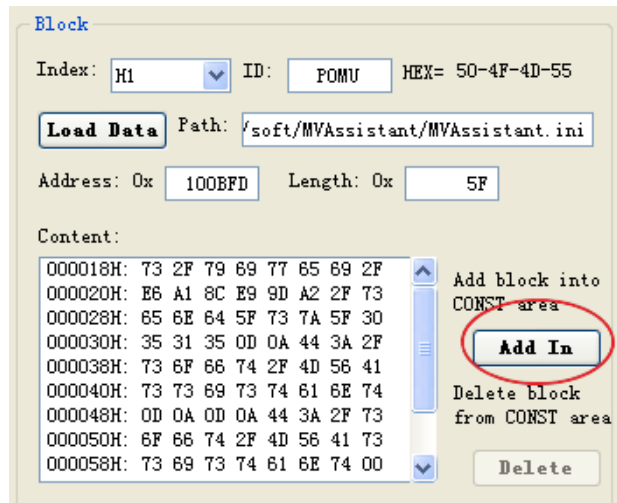 Block
Index: H1 ID: POMU HEX= 50-4F-4D-55
Load Data Path: /soft/MVAssistant/MVAssistant.ini
Address: 0x 100BFD Length: 0x 5F
Content:
000018H: 73 2F 79 69 77 65 69 2F
000020H: E6 A1 8C E9 9D A2 2F 73
000028H: 65 6E 64 5F 73 7A 5F 30
000030H: 35 31 35 0D 0A 44 3A 2F
000038H: 73 6F 66 74 2F 4D 56 41
000040H: 73 73 69 73 74 61 6E 74
000048H: 0D 0A 0D 0A 44 3A 2F 73
000050H: 6F 66 74 2F 4D 56 41 73
000058H: 73 69 73 74 61 6E 74 00
Add block into
CONST area
Add In
Delete block
from CONST area
Delete